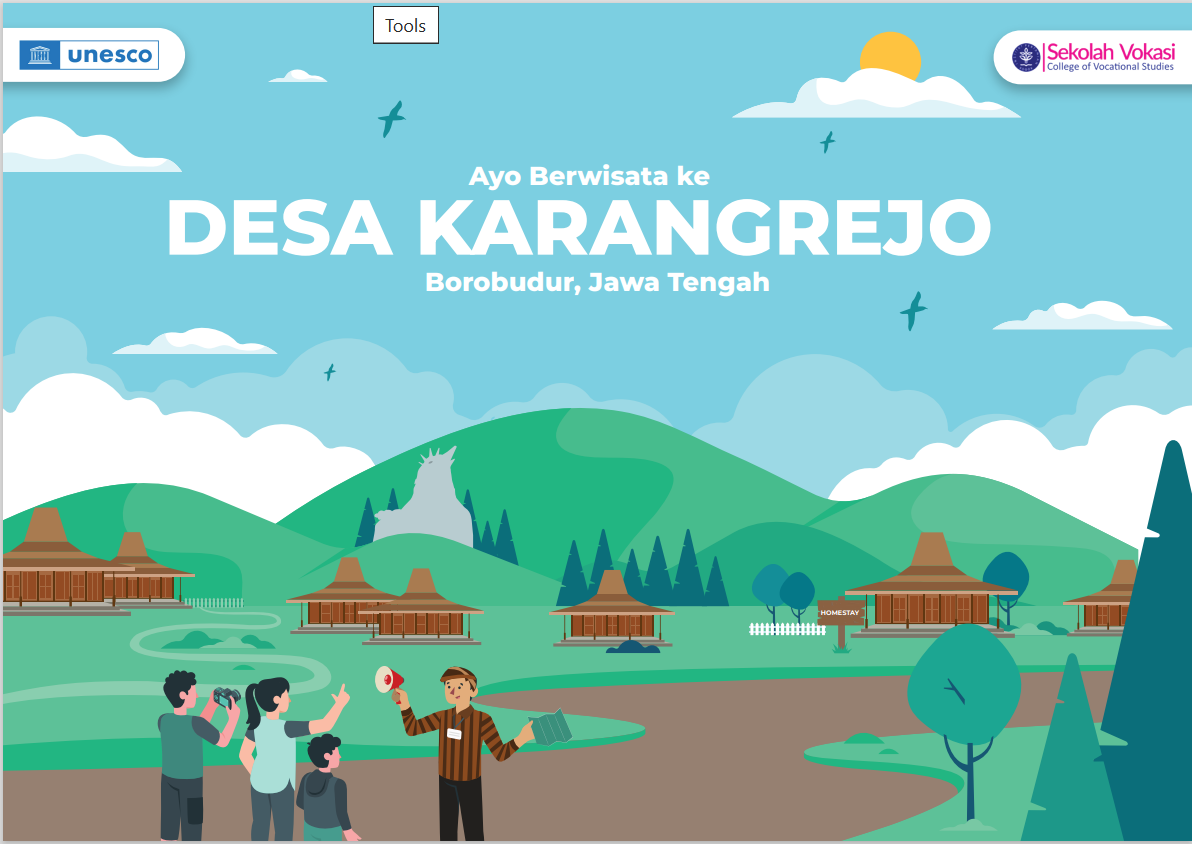 Tools
unesco
Sekolah Vokasi
College of Vocational Studies
Ayo Berwisata ke
DESA KARANGREJO
Borobudur, Jawa Tengah
HOMESTAY